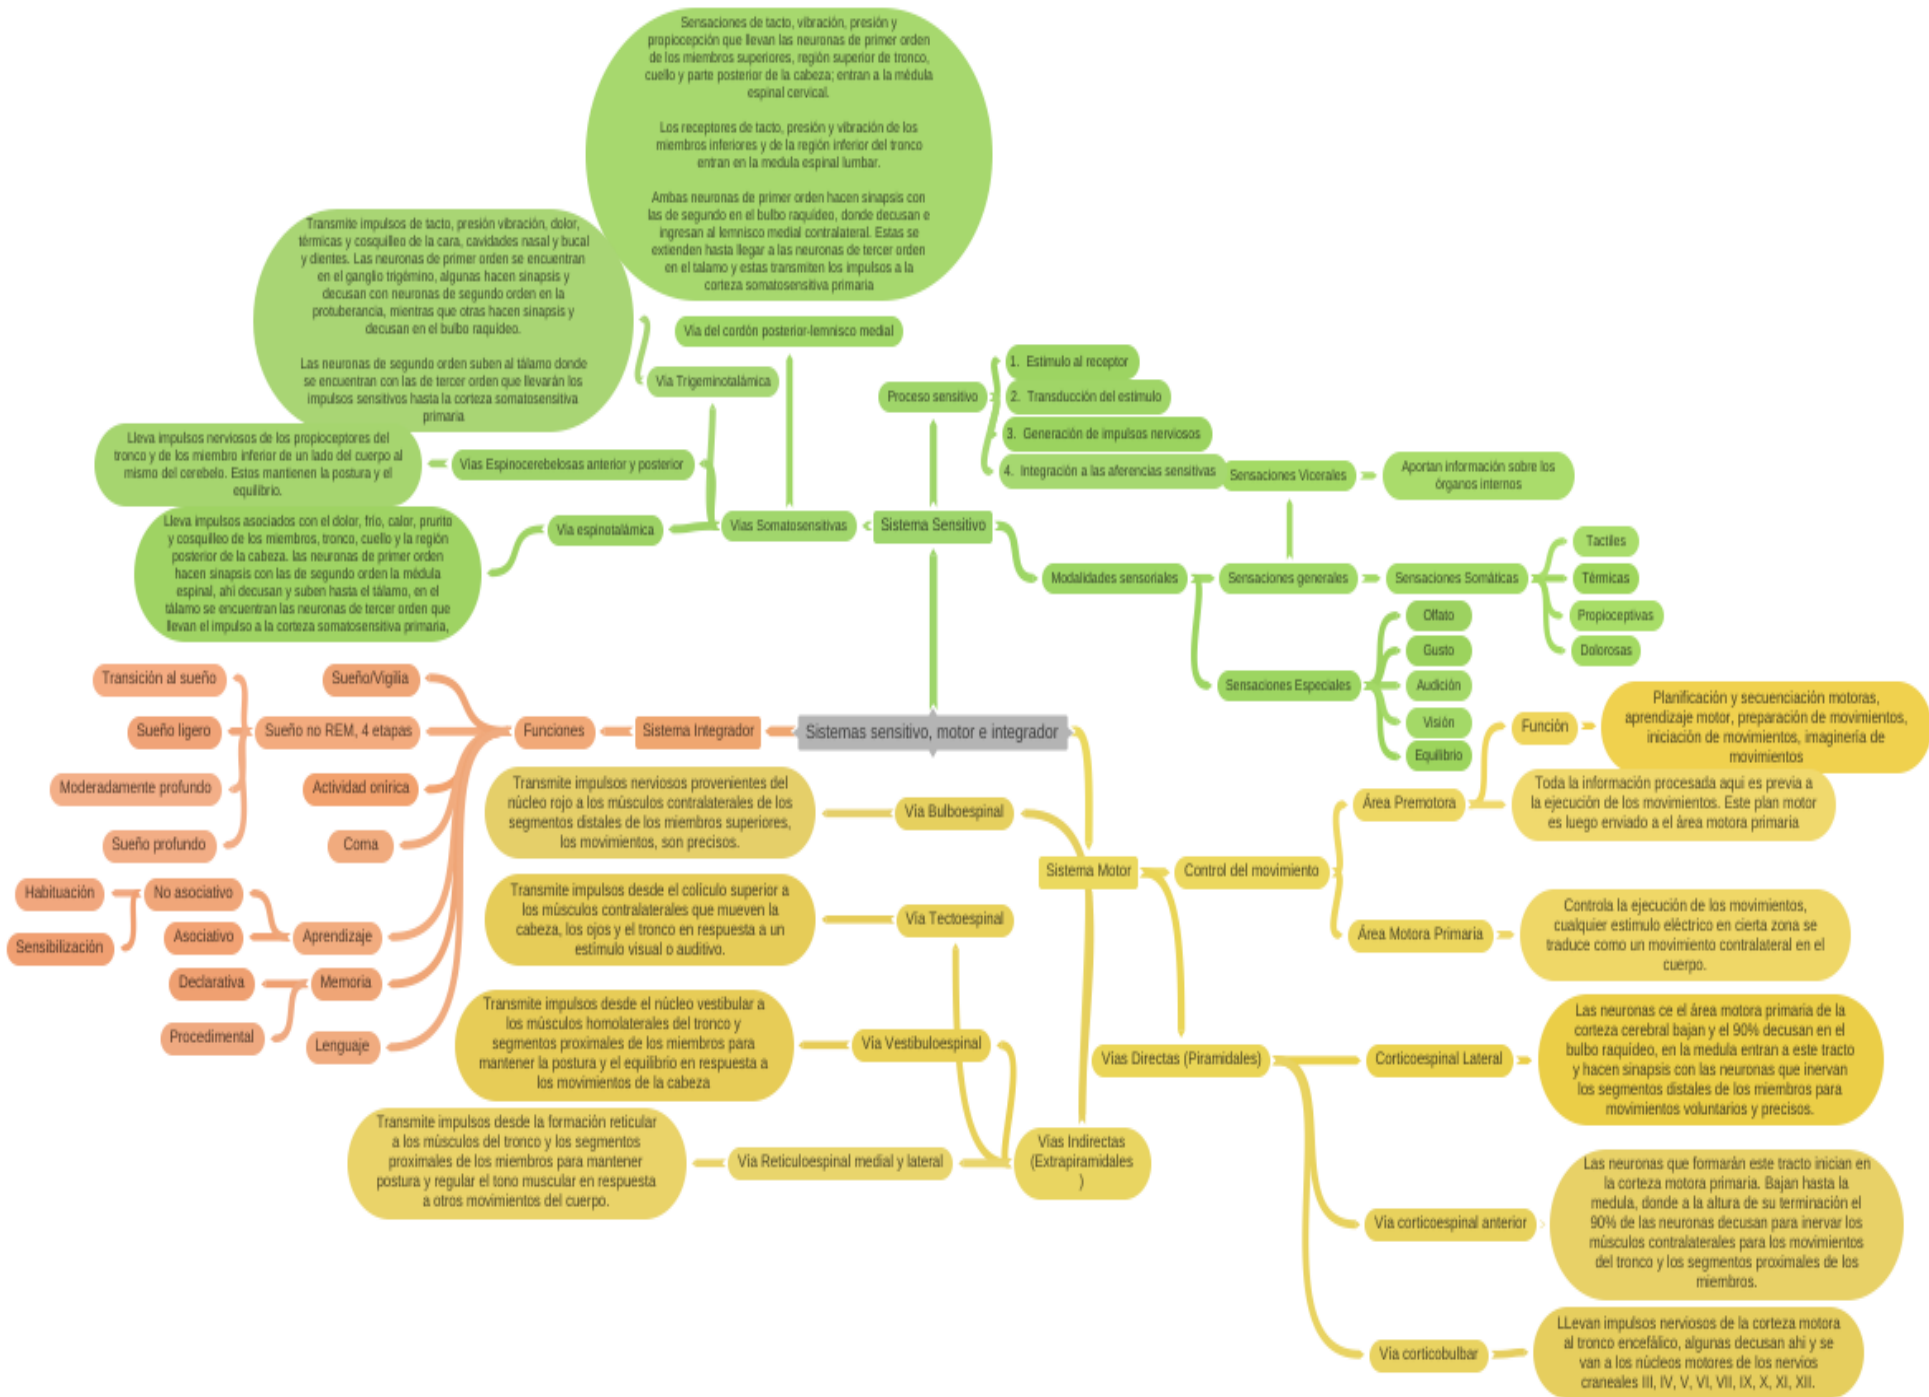 Sensaciones de tacto, vibración, presión y
propiocepción que llevan las neuronas de primer orden
de los miembros superiores, región superior de tronco,
cuello y parte posterior de la cabeza; entran a la médula
espinal cervical.
Los receptores de tacto, presión y vibración de los
miembros inferiores y de la región inferior del tronco
entran en la medula espinal lumbar.
Ambas neuronas de primer orden hacen sinapsis con
las de segundo en el bulbo raquídeo, donde decusan e
ingresan al lemnisco medial contralateral. Estas se
extienden hasta llegar a las neuronas de tercer orden
en el talamo y estas transmiten los impulsos a la
corteza somatosensitiva primaria
Transmite impulsos de tacto, presión vibración, dolor,
térmicas y cosquilleo de la cara, cavidades nasal y bucal
y dientes. Las neuronas de primer orden se encuentran
en el ganglio trigémino, algunas hacen sinapsis y
decusan con neuronas de segundo orden en la
protuberancia, mientras que otras hacen sinapsis y
decusan en el bulbo raquídeo.
Las neuronas de segundo orden suben al tálamo donde
se encuentran con las de tercer orden que llevarán los
impulsos sensitivos hasta la corteza somatosensitiva
primaria
Vía del cordón posterior-lemnisco medial
Vía Trigeminotalámica
Lleva impulsos nerviosos de los propioceptores del
tronco y de los miembro inferior de un lado del cuerpo al
mismo del cerebelo. Estos mantienen la postura y el
equilibrio.
Vías Espinocerebelosas anterior y posterior
Lleva impulsos asociados con el dolor, frío, calor, prurito
y cosquilleo de los miembros, tronco, cuello y la región
posterior de la cabeza. las neuronas de primer orden
hacen sinapsis con las de segundo orden la médula
espinal, ahí decusan y suben hasta el tálamo, en el
tálamo se encuentran las neuronas de tercer orden que
llevan el impulso a la corteza somatosensitiva primaria,
Vía espinotalámica
Vías Somatosensitivas
Sistema Sensitivo
Proceso sensitivo
1. Estímulo al receptor
2. Transducción del estímulo
3. Generación de impulsos nerviosos
4. Integración a las aferencias sensitivas
Sensaciones Vicerales
Aportan información sobre los
órganos internos
Modalidades sensoriales
Sensaciones generales
Sensaciones Somáticas
Tactiles
Térmicas
Propioceptivas
Dolorosas
Sensaciones Especiales
Olfato
Gusto
Audición
Visión
Equilibrio
Sistemas sensitivo, motor e integrador
Sistema Integrador
Funciones
Sueño/Vigilia
Sueño no REM, 4 etapas
Transición al sueño
Sueño ligero
Moderadamente profundo
Sueño profundo
Actividad onírica
Coma
Aprendizaje
No asociativo
Habituación
Sensibilización
Asociativo
Memoria
Declarativa
Procedimental
Lenguaje
Sistema Motor
Control del movimiento
Área Premotora
Función
Planificación y secuenciación motoras,
aprendizaje motor, preparación de movimientos,
iniciación de movimientos, imaginería de
movimientos
Toda la información procesada aqui es previa a
la ejecución de los movimientos. Este plan motor
es luego enviado a el área motora primaria
Área Motora Primaria
Controla la ejecución de los movimientos,
cualquier estimulo eléctrico en cierta zona se
traduce como un movimiento contralateral en el
cuerpo.
Vía Bulboespinal
Transmite impulsos nerviosos provenientes del
núcleo rojo a los músculos contralaterales de los
segmentos distales de los miembros superiores,
los movimientos, son precisos.
Vía Tectoespinal
Transmite impulsos desde el colículo superior a
los músculos contralaterales que mueven la
cabeza, los ojos y el tronco en respuesta a un
estímulo visual o auditivo.
Vía Vestibuloespinal
Transmite impulsos desde el núcleo vestibular a
los músculos homolaterales del tronco y
segmentos proximales de los miembros para
mantener la postura y el equilibrio en respuesta a
los movimientos de la cabeza
Vía Reticuloespinal medial y lateral
Transmite impulsos desde la formación reticular
a los músculos del tronco y los segmentos
proximales de los miembros para mantener
postura y regular el tono muscular en respuesta
a otros movimientos del cuerpo.
Vías Indirectas
(Extrapiramidales
)
Vías Directas (Piramidales)
Corticoespinal Lateral
Las neuronas ce el área motora primaria de la
corteza cerebral bajan y el 90% decusan en el
bulbo raquídeo, en la medula entran a este tracto
y hacen sinapsis con las neuronas que inervan
los segmentos distales de los miembros para
movimientos voluntarios y precisos.
Vía corticoespinal anterior
Las neuronas que formarán este tracto inician en
la corteza motora primaria. Bajan hasta la
medula, donde a la altura de su terminación el
90% de las neuronas decusan para inervar los
músculos contralaterales para los movimientos
del tronco y los segmentos proximales de los
miembros.
Vía corticobulbar
LLevan impulsos nerviosos de la corteza motora
al tronco encefálico, algunas decusan ahi y se
van a los núcleos motores de los nervios
craneales III, IV, V, VI, VII, IX, X, XI, XII.